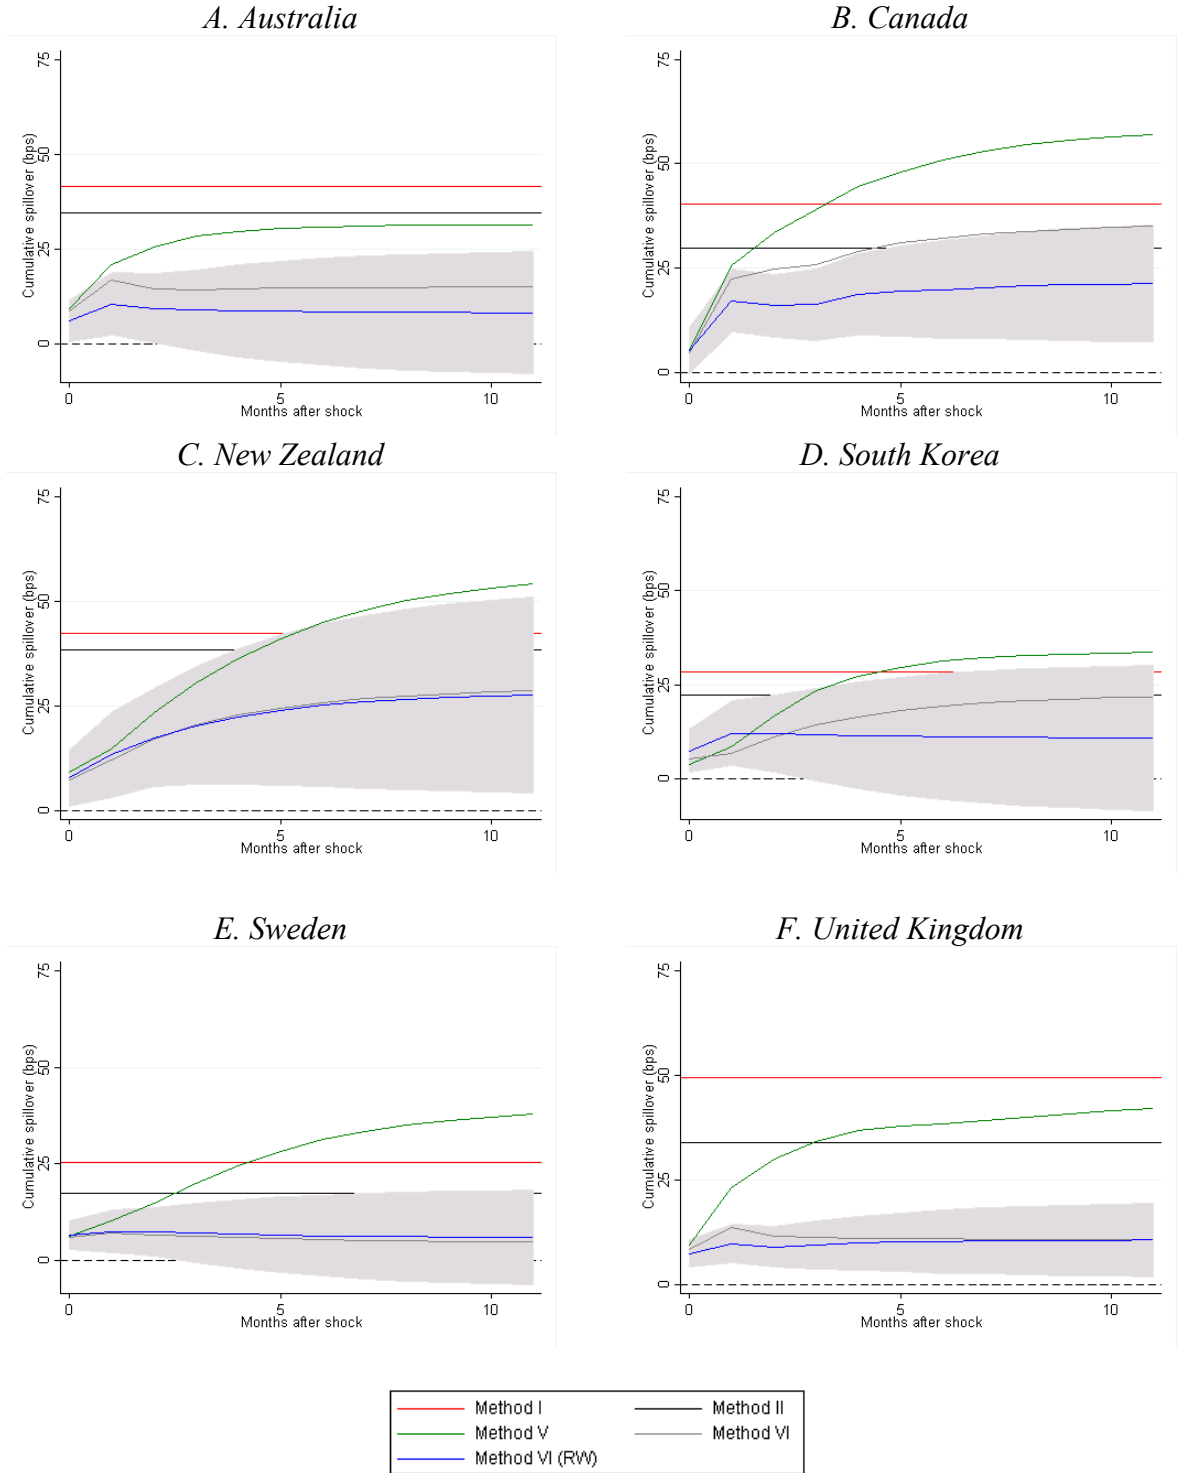 A. Australia
B. Canada
Cumulative spillover (bps)
75
50
25
0
0 5 10
Months after shock
Cumulative spillover (bps)
75
50
25
0
0 5 10
Months after shock
C. New Zealand
D. South Korea
Cumulative spillover (bps)
75
50
25
0
0 5 10
Months after shock
Cumulative spillover (bps)
75
50
25
0
0 5 10
Months after shock
E. Sweden
F. United Kingdom
Cumulative spillover (bps)
75
50
25
0
0 5 10
Months after shock
Cumulative spillover (bps)
75
50
25
0
0 5 10
Months after shock
Method I
Method II
Method V
Method VI
Method VI (RW)